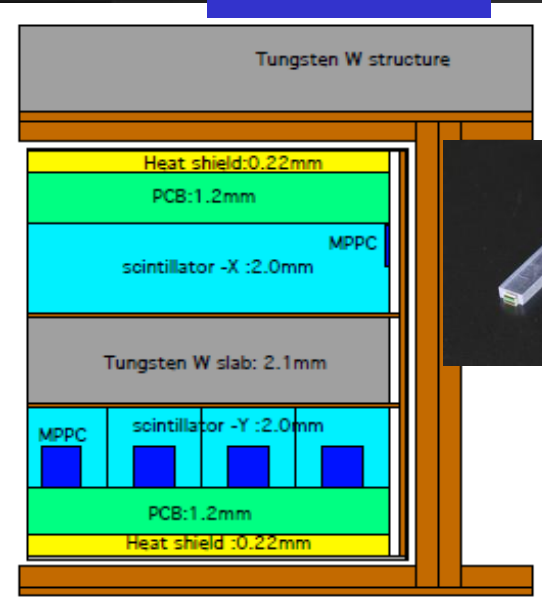 Tungsten W structure
Heat shield:0.22mm
PCB:1.2mm
MPPC
scintillator -X :2.0mm
Tungsten W slab: 2.1mm
scintillator -Y :2.0mm
MPPC
PCB:1.2mm
Heat shield :0.22mm